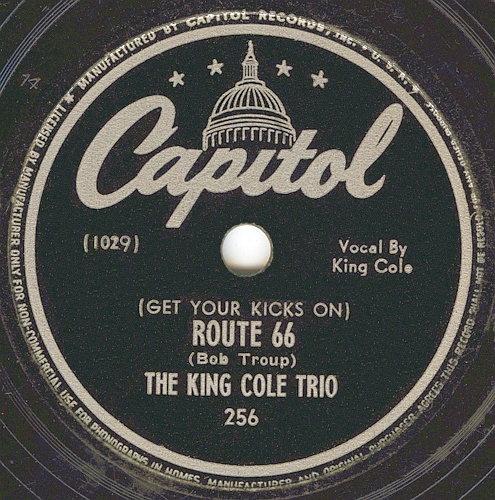 MANUFACTURED BY CAPITOL RECORDS, INC. • U. S. A.
LICENSED BY MANUFACTURER ONLY FOR NON-COMMERCIAL USE FOR PHONOGRAPHS IN HOMES. MANUFACTURER AND ORIGINAL PURCHASER AGREE THIS RECORD SHALL NOT BE RESOLD
Capitol
(1029)
Vocal By
King Cole
(GET YOUR KICKS ON)
ROUTE 66
(Bob Troup)
THE KING COLE TRIO
256